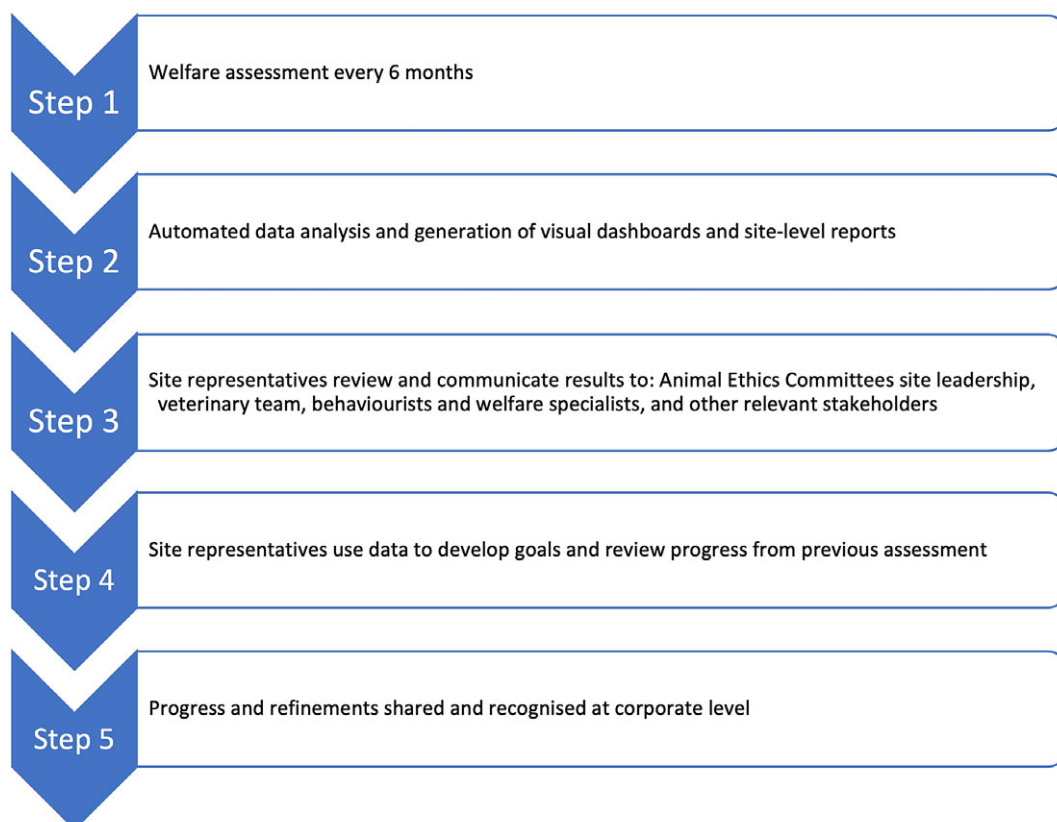 Step 1
Welfare assessment every 6 months
Step 2
Automated data analysis and generation of visual dashboards and site-level reports
Step 3
Site representatives review and communicate results to: Animal Ethics Committees site leadership,
veterinary team, behaviourists and welfare specialists, and other relevant stakeholders
Step 4
Site representatives use data to develop goals and review progress from previous assessment
Step 5
Progress and refinements shared and recognised at corporate level